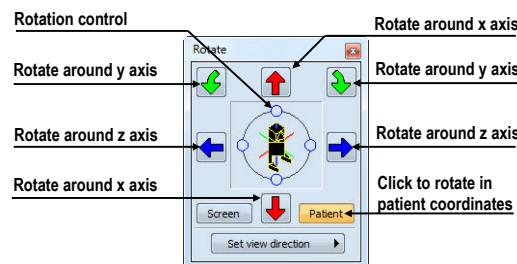 Rotation control
Rotate around x axis
Rotate
Rotate around y axis
Rotate around y axis
Rotate around z axis
Rotate around z axis
Rotate around x axis
Click to rotate in
patient coordinates
Screen
Patient
Set view direction